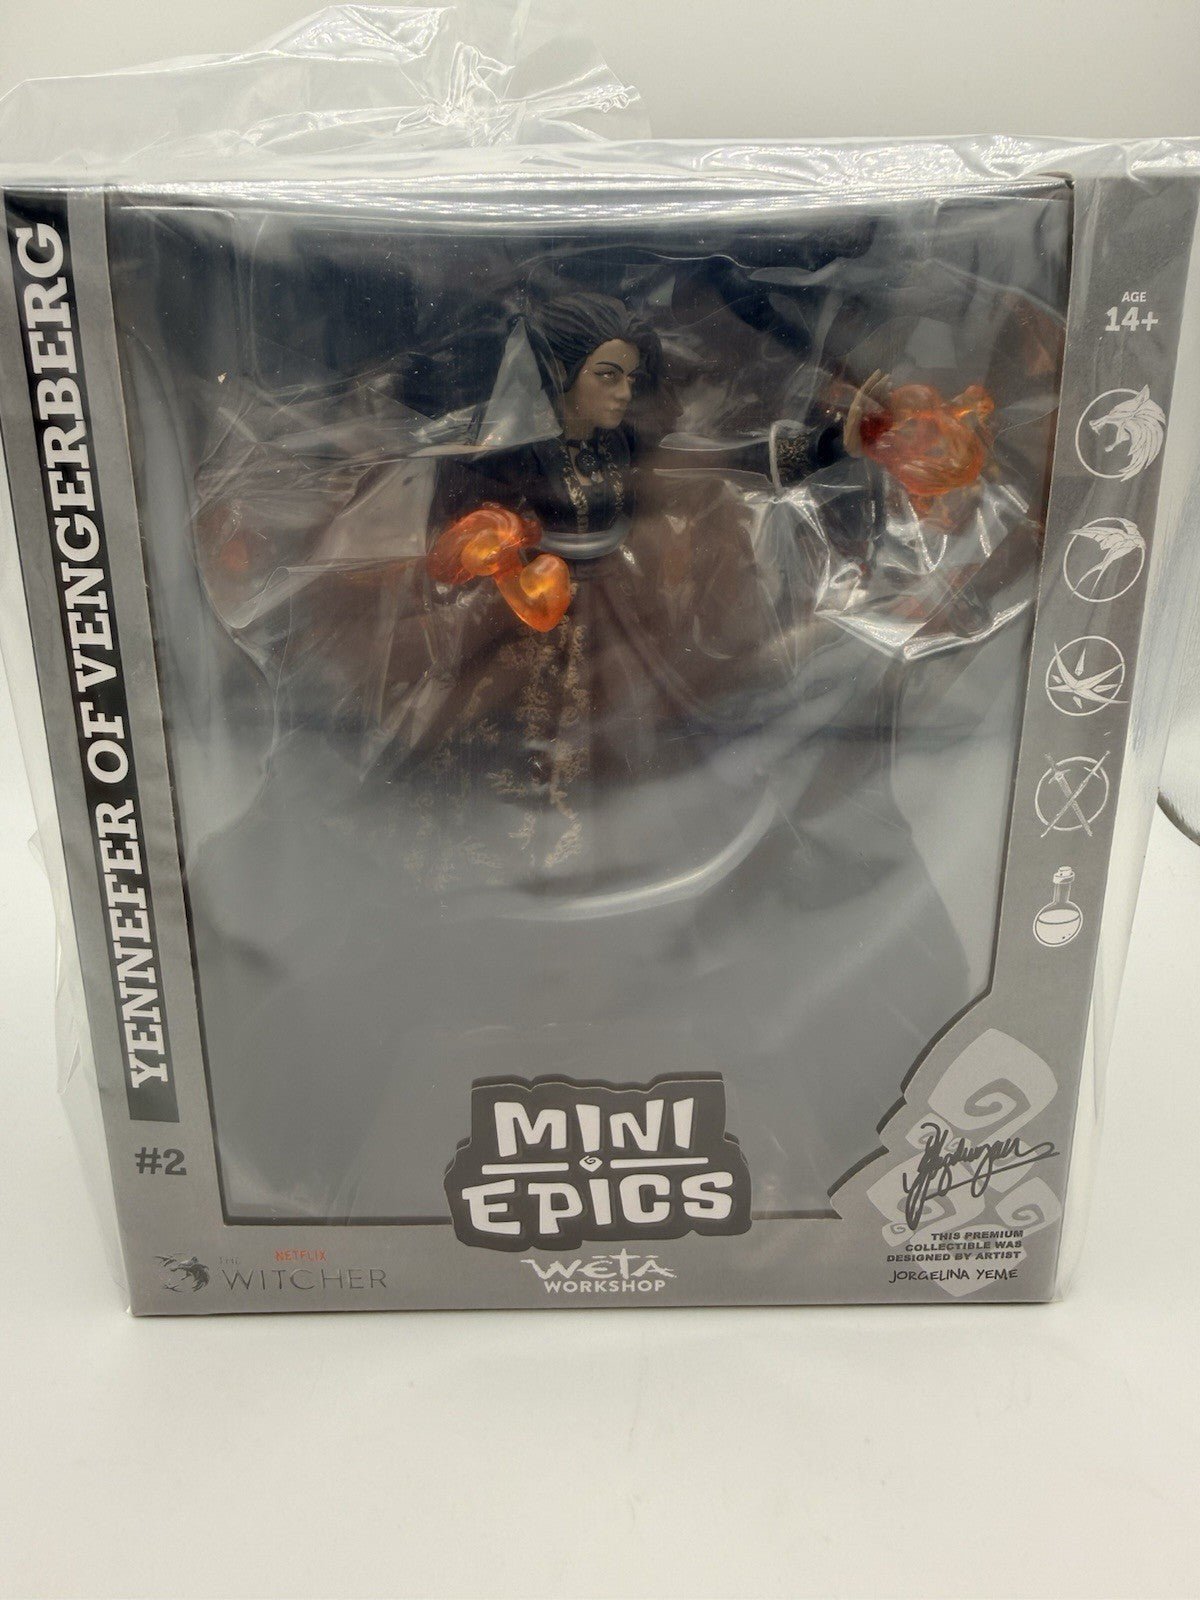 YENNEFER OF VENGERBERG
#2
AGE
14+
MINI
EPICS
WĒTĀ
WORKSHOP
NETFLIX
THE
WITCHER
THIS PREMIUM
COLLECTIBLE WAS
DESIGNED BY ARTIST
JORGELINA YEME